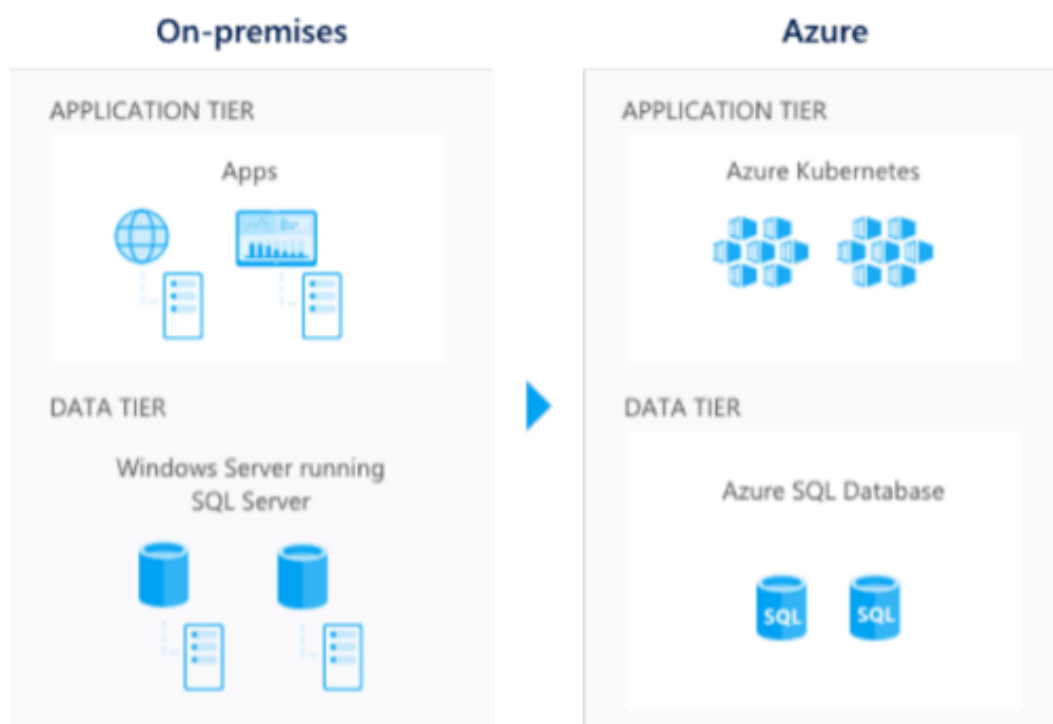 On-premises
APPLICATION TIER
Apps
DATA TIER
Windows Server running
SQL Server
Azure
APPLICATION TIER
Azure Kubernetes
DATA TIER
Azure SQL Database
SQL
SQL